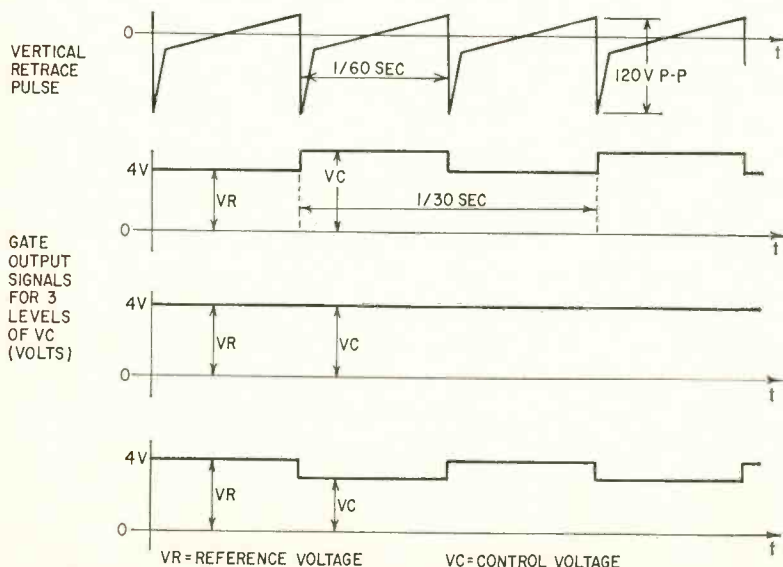 VERTICAL
RETRACE
PULSE
0
1/60 SEC
120V P-P
t
GATE
OUTPUT
SIGNALS
FOR 3
LEVELS
OF VC
(VOLTS)
4V
VR
VC
1/30 SEC
0
t
4V
VR
VC
0
t
4V
VR
VC
0
t
VR=REFERENCE VOLTAGE VC=CONTROL VOLTAGE